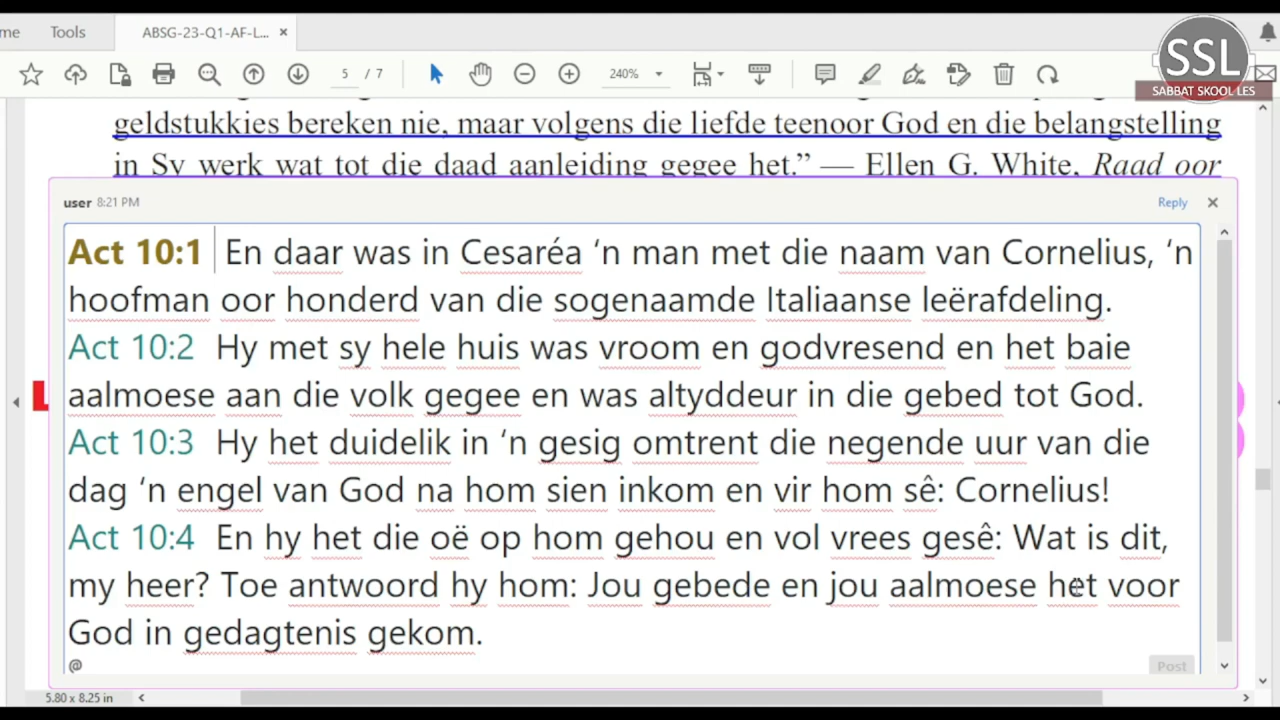 me Tools ABSG-23-Q1-AF-L... ×
SSL
SABBAT SKOOL LES
5 / 7 240%
geldstukkies bereken nie, maar volgens die liefde teenoor God en die belangstelling
in Sy werk wat tot die daad aanleiding gegee het.” — Ellen G. White, Raad oor
user 8:21 PM Reply ×
Act 10:1 En daar was in Cesaréa ‘n man met die naam van Cornelius, ‘n
hoofman oor honderd van die sogenaamde Italiaanse leërafdeling.
Act 10:2 Hy met sy hele huis was vroom en godvresend en het baie
aalmoese aan die volk gegee en was altyddeur in die gebed tot God.
Act 10:3 Hy het duidelik in ‘n gesig omtrent die negende uur van die
dag ‘n engel van God na hom sien inkom en vir hom sê: Cornelius!
Act 10:4 En hy het die oë op hom gehou en vol vrees gesê: Wat is dit,
my heer? Toe antwoord hy hom: Jou gebede en jou aalmoese het voor
God in gedagtenis gekom.
@
Post
5.80 x 8.25 in